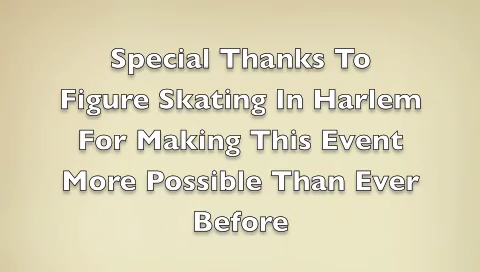 Special Thanks To
Figure Skating In Harlem
For Making This Event
More Possible Than Ever
Before